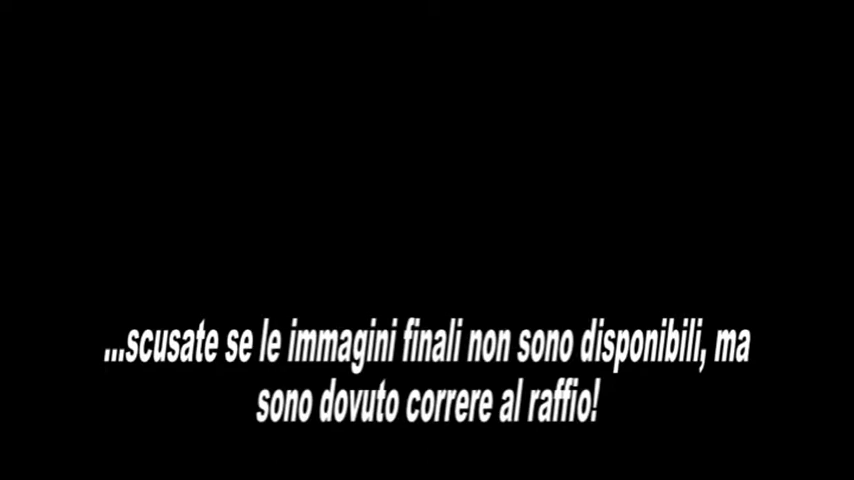 ...scusate se le immagini finali non sono disponibili, ma
sono dovuto correre al raffio!